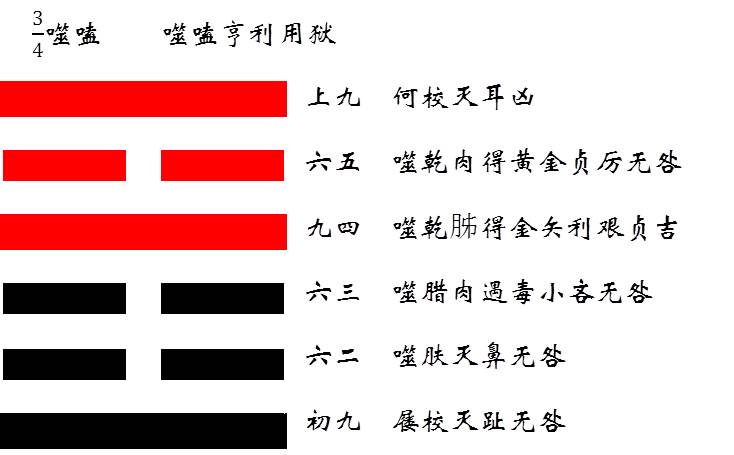 3/4噬嗑 噬嗑亨利用狱
上九 何校灭耳凶
六五 噬乾肉得黄金贞厉无咎
九四 噬乾胏得金矢利艰贞吉
六三 噬腊肉遇毒小吝无咎
六二 噬肤灭鼻无咎
初九 屦校灭趾无咎